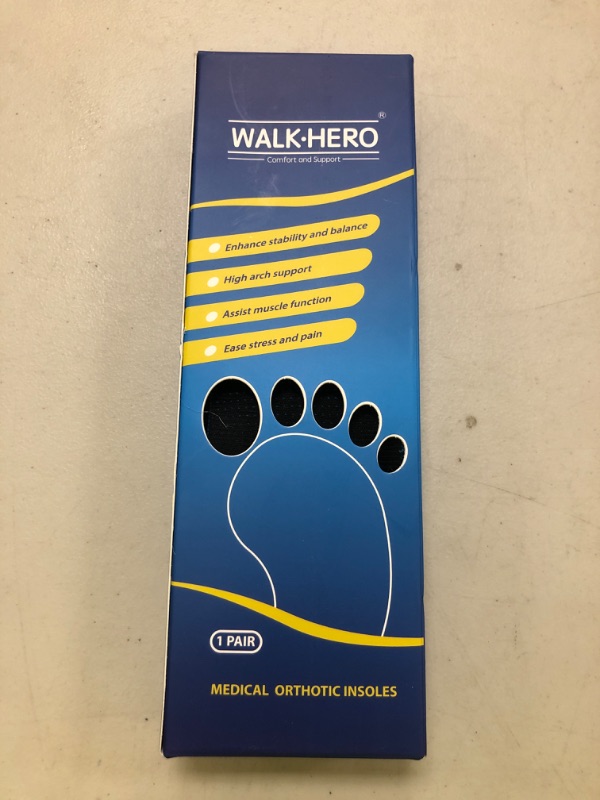 WALK·HERO®
Comfort and Support
Enhance stability and balance
High arch support
Assist muscle function
Ease stress and pain
1 PAIR
MEDICAL ORTHOTIC INSOLES